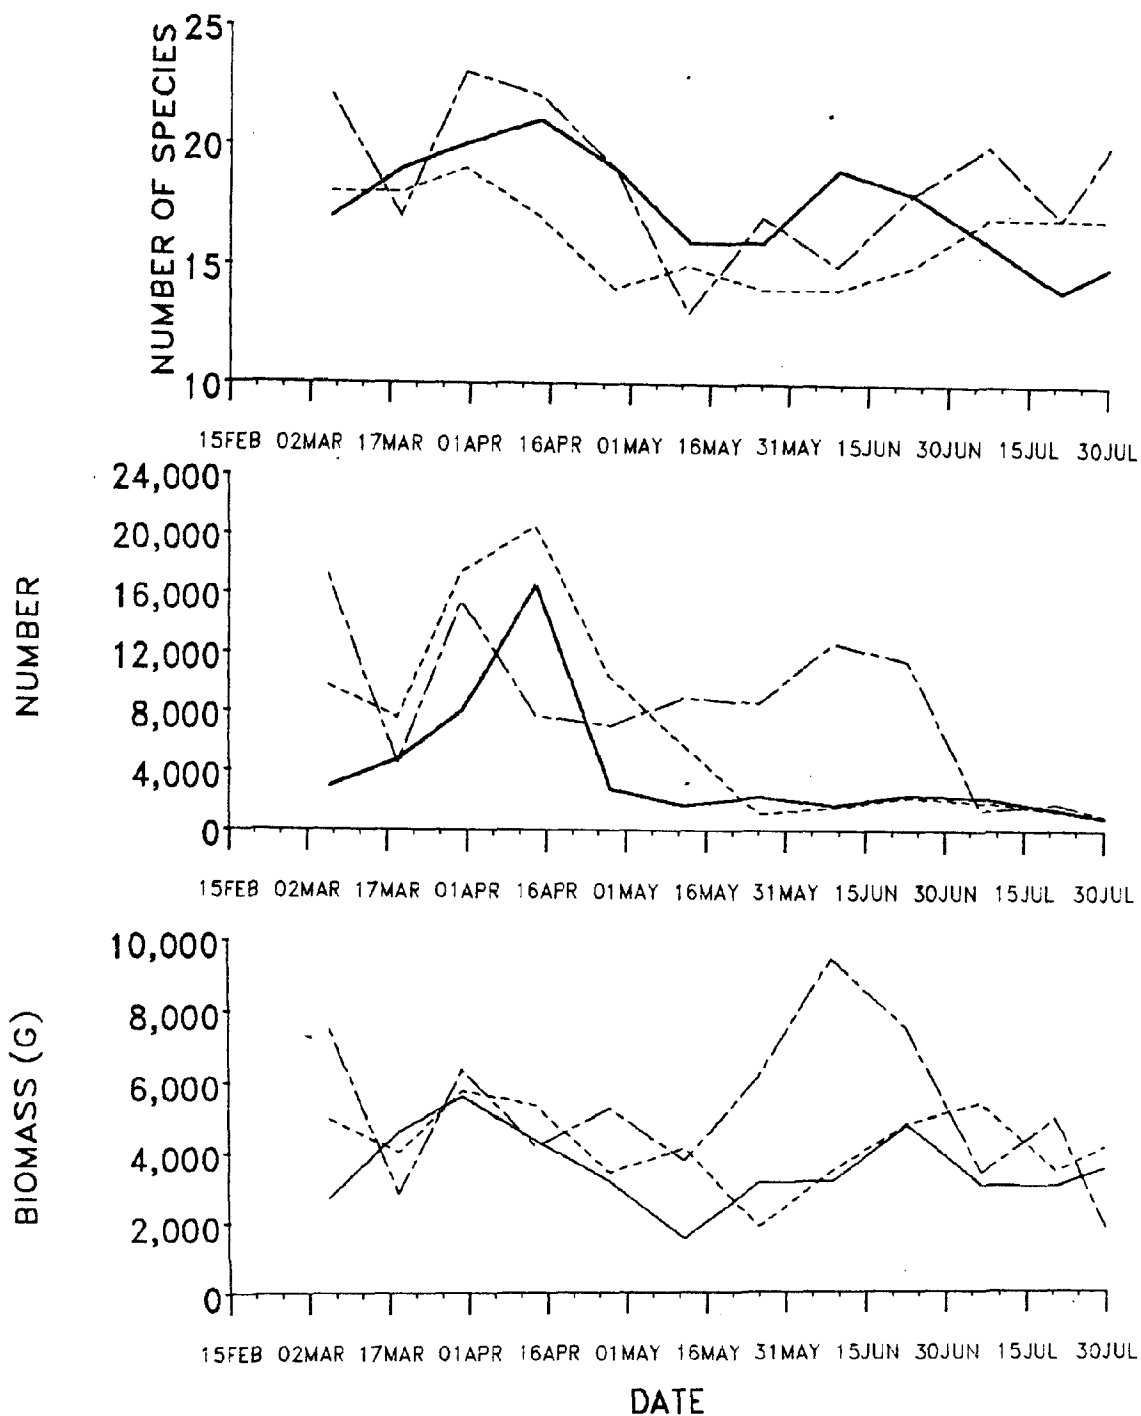 NUMBER OF SPECIES
25
20
15
10
15FEB 02MAR 17MAR 01APR 16APR 01MAY 16MAY 31MAY 15JUN 30JUN 15JUL 30JUL
NUMBER
24,000
20,000
16,000
12,000
8,000
4,000
0
15FEB 02MAR 17MAR 01APR 16APR 01MAY 16MAY 31MAY 15JUN 30JUN 15JUL 30JUL
BIOMASS (G)
10,000
8,000
6,000
4,000
2,000
0
15FEB 02MAR 17MAR 01APR 16APR 01MAY 16MAY 31MAY 15JUN 30JUN 15JUL 30JUL
DATE